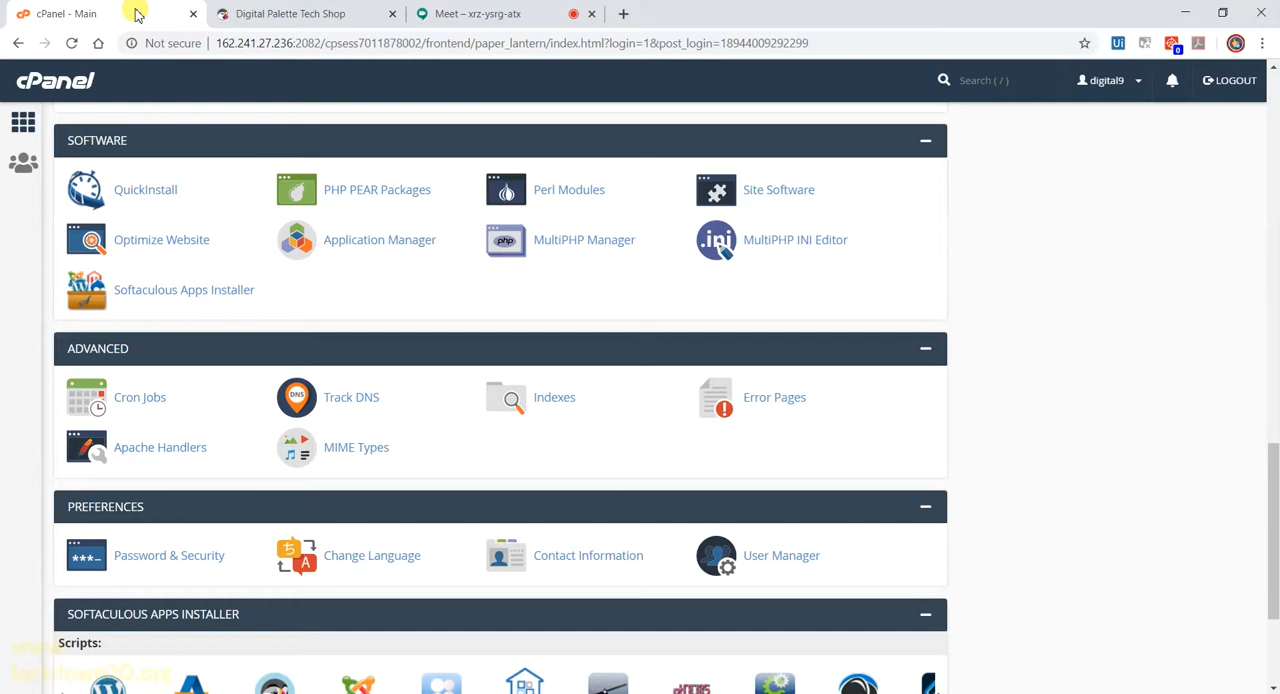 cPanel - Main
Digital Palette Tech Shop
Meet – xrz-ysrg-atx
Not secure
162.241.27.236:2082/cpsess7011878002/frontend/paper_lantern/index.html?login=1&post_login=18944009292299
cPanel
Search ( / )
digital9
LOGOUT
SOFTWARE
QuickInstall
PHP PEAR Packages
Perl Modules
Site Software
Optimize Website
Application Manager
MultiPHP Manager
MultiPHP INI Editor
Softaculous Apps Installer
ADVANCED
Cron Jobs
Track DNS
Indexes
Error Pages
Apache Handlers
MIME Types
PREFERENCES
Password & Security
Change Language
Contact Information
User Manager
SOFTACULOUS APPS INSTALLER
Scripts: